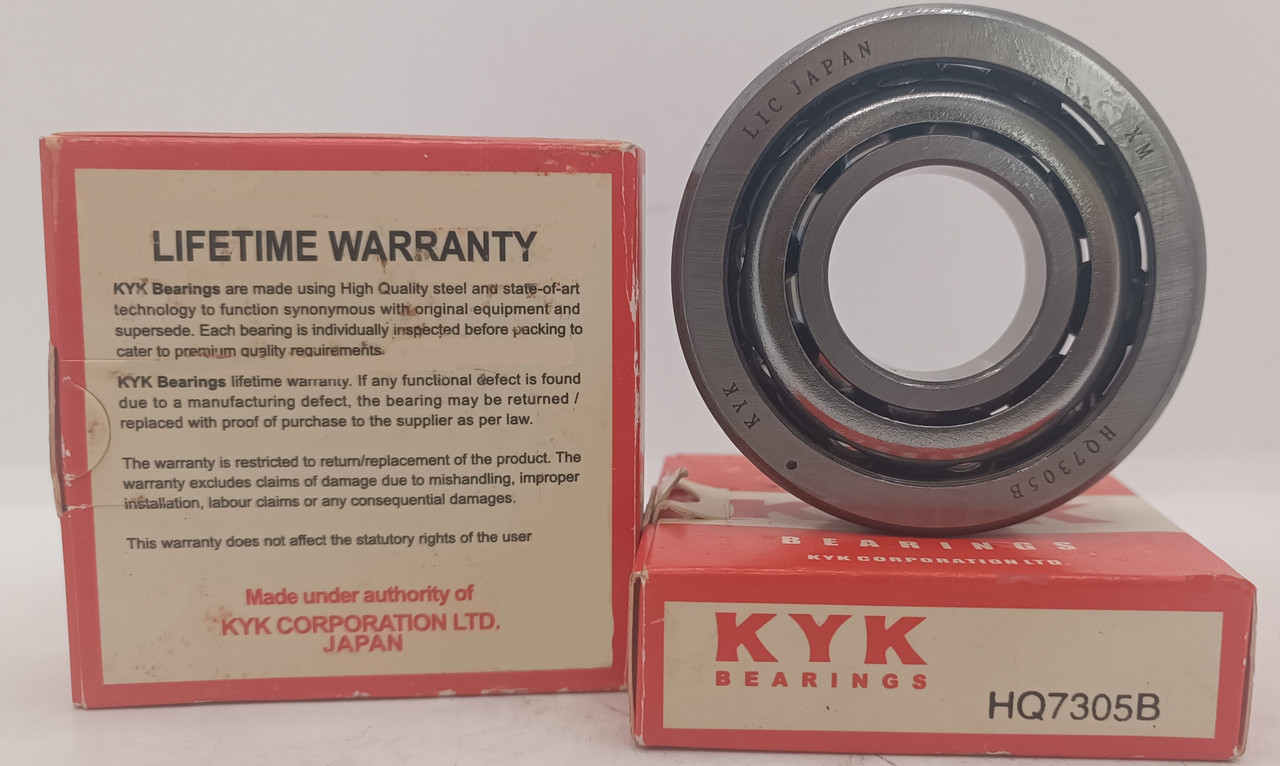 LIFETIME WARRANTY
KYK Bearings are made using High Quality steel and state-of-art
technology to function synonymous with original equipment and
supersede. Each bearing is individually inspected before packing to
cater to premium quality requirements.
KYK Bearings lifetime warranty. If any functional defect is found
due to a manufacturing defect, the bearing may be returned /
replaced with proof of purchase to the supplier as per law.
The warranty is restricted to return/replacement of the product. The
warranty excludes claims of damage due to mishandling, improper
installation, labour claims or any consequential damages.
This warranty does not affect the statutory rights of the user
Made under authority of
KYK CORPORATION LTD.
JAPAN
LIC JAPAN
XM
KYK
HQ7305B
BEARINGS
KYK CORPORATION LTD.
KYK
BEARINGS
HQ7305B